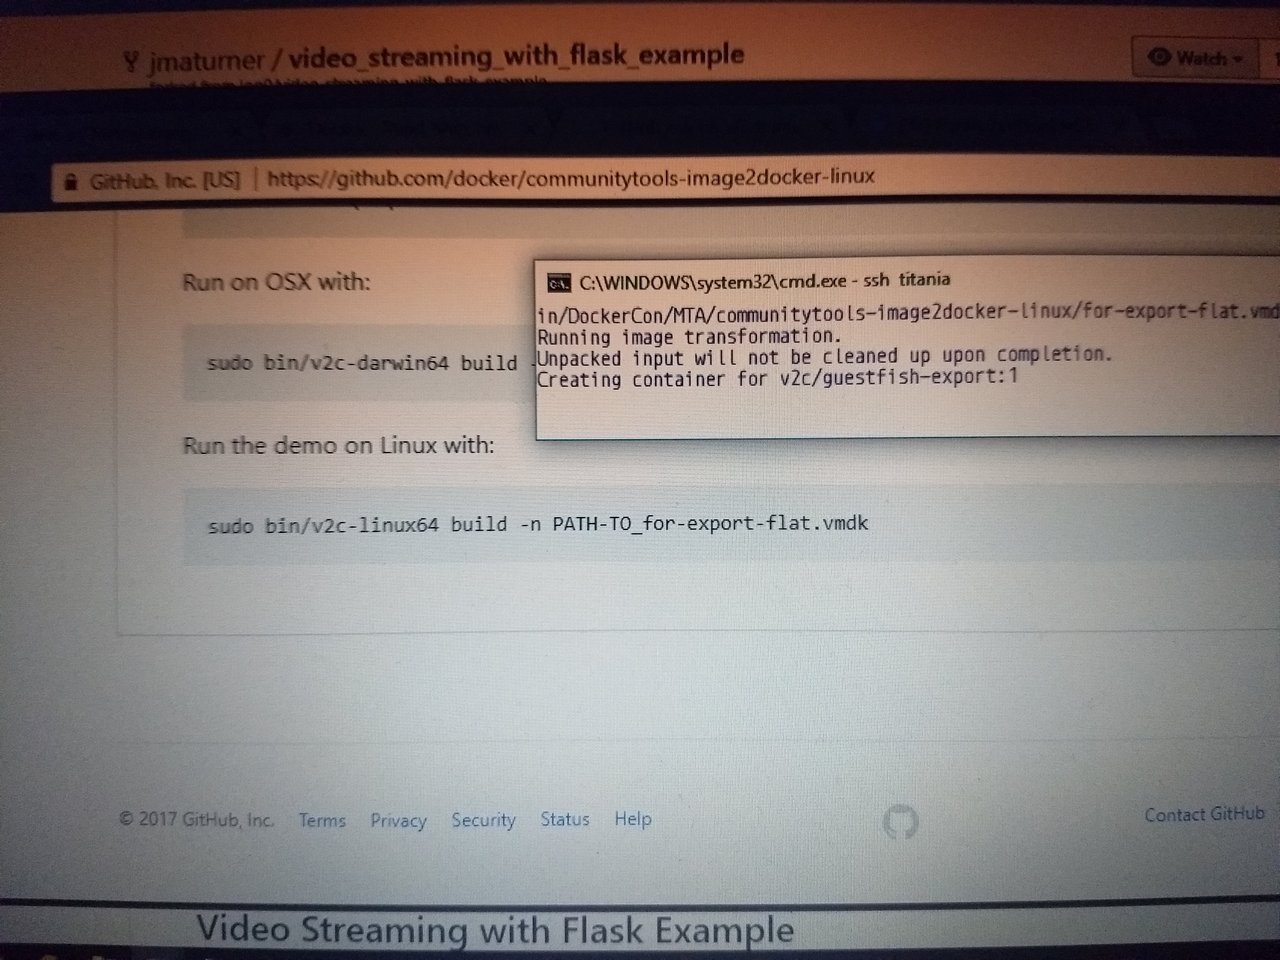 jmaturner / video_streaming_with_flask_example
Watch
GitHub, Inc. [US] | https://github.com/docker/communitytools-image2docker-linux
Run on OSX with:
sudo bin/v2c-darwin64 build
C:\WINDOWS\system32\cmd.exe - ssh titania
in/DockerCon/MTA/communitytools-image2docker-linux/for-export-flat.vmd
Running image transformation.
Unpacked input will not be cleaned up upon completion.
Creating container for v2c/guestfish-export:1
Run the demo on Linux with:
sudo bin/v2c-linux64 build -n PATH-TO_for-export-flat.vmdk
© 2017 GitHub, Inc. Terms Privacy Security Status Help Contact GitHub
Video Streaming with Flask Example